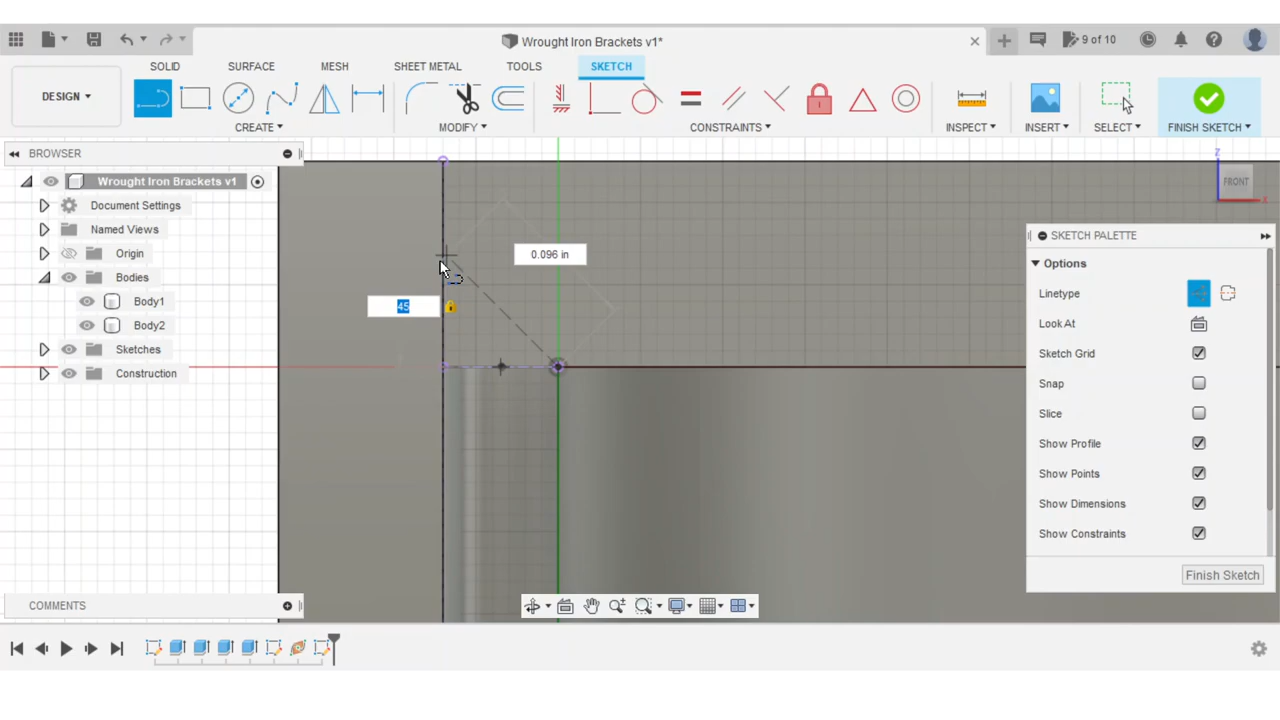 Wrought Iron Brackets v1*
9 of 10
DESIGN
SOLID
SURFACE
MESH
SHEET METAL
TOOLS
SKETCH
CREATE
MODIFY
CONSTRAINTS
INSPECT
INSERT
SELECT
FINISH SKETCH
BROWSER
Wrought Iron Brackets v1
Document Settings
Named Views
Origin
Bodies
Body1
Body2
Sketches
Construction
0.096 in
45
Z
FRONT
X
SKETCH PALETTE
Options
Linetype
Look At
Sketch Grid
Snap
Slice
Show Profile
Show Points
Show Dimensions
Show Constraints
Finish Sketch
COMMENTS